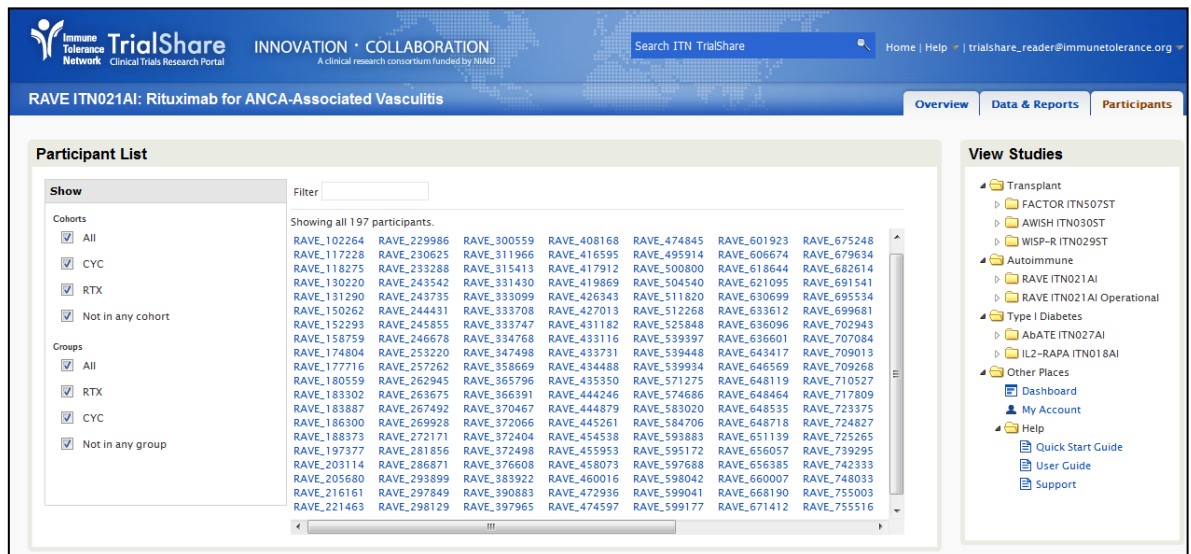 Immune
Tolerance
Network
TrialShare
Clinical Trials Research Portal
INNOVATION · COLLABORATION
A clinical research consortium funded by NIAID
Search ITN TrialShare
Home | Help | trialshare_reader@immunetolerance.org
RAVE ITN021AI: Rituximab for ANCA-Associated Vasculitis
Overview Data & Reports Participants
Participant List
Show
Cohorts
All
CYC
RTX
Not in any cohort
Groups
All
RTX
CYC
Not in any group
Filter
Showing all 197 participants.
RAVE_102264 RAVE_229986 RAVE_300559 RAVE_408168 RAVE_474845 RAVE_601923 RAVE_675248
RAVE_117228 RAVE_230625 RAVE_311966 RAVE_416595 RAVE_495914 RAVE_606674 RAVE_679634
RAVE_118275 RAVE_233288 RAVE_315413 RAVE_417912 RAVE_500800 RAVE_618644 RAVE_682614
RAVE_130220 RAVE_243542 RAVE_331430 RAVE_419869 RAVE_504540 RAVE_621095 RAVE_691541
RAVE_131290 RAVE_243735 RAVE_333099 RAVE_426343 RAVE_511820 RAVE_630699 RAVE_695534
RAVE_150262 RAVE_244431 RAVE_333708 RAVE_427013 RAVE_512268 RAVE_633612 RAVE_699681
RAVE_152293 RAVE_245855 RAVE_333747 RAVE_431182 RAVE_525848 RAVE_636096 RAVE_702943
RAVE_158759 RAVE_246678 RAVE_334768 RAVE_433116 RAVE_539397 RAVE_636601 RAVE_707084
RAVE_174804 RAVE_253220 RAVE_347498 RAVE_433731 RAVE_539448 RAVE_643417 RAVE_709013
RAVE_177716 RAVE_257262 RAVE_358669 RAVE_434488 RAVE_539934 RAVE_646569 RAVE_709268
RAVE_180559 RAVE_262945 RAVE_365796 RAVE_435350 RAVE_571275 RAVE_648119 RAVE_710527
RAVE_183302 RAVE_263675 RAVE_366391 RAVE_444246 RAVE_574686 RAVE_648464 RAVE_717809
RAVE_183887 RAVE_267492 RAVE_370467 RAVE_444879 RAVE_583020 RAVE_648535 RAVE_723375
RAVE_186300 RAVE_269928 RAVE_372066 RAVE_445261 RAVE_584706 RAVE_648718 RAVE_724827
RAVE_188373 RAVE_272171 RAVE_372404 RAVE_454538 RAVE_593883 RAVE_651139 RAVE_725265
RAVE_197377 RAVE_281856 RAVE_372498 RAVE_455953 RAVE_595172 RAVE_656057 RAVE_739295
RAVE_203114 RAVE_286871 RAVE_376608 RAVE_458073 RAVE_597688 RAVE_656385 RAVE_742333
RAVE_205680 RAVE_293899 RAVE_383922 RAVE_460016 RAVE_598042 RAVE_660007 RAVE_748033
RAVE_216161 RAVE_297849 RAVE_390883 RAVE_472936 RAVE_599041 RAVE_668190 RAVE_755003
RAVE_221463 RAVE_298129 RAVE_397965 RAVE_474597 RAVE_599177 RAVE_671412 RAVE_755516
View Studies
Transplant
FACTOR ITN507ST
AWISH ITN030ST
WISP-R ITN029ST
Autoimmune
RAVE ITN021AI
RAVE ITN021AI Operational
Type I Diabetes
AbATE ITN027AI
IL2-RAPA ITN018AI
Other Places
Dashboard
My Account
Help
Quick Start Guide
User Guide
Support